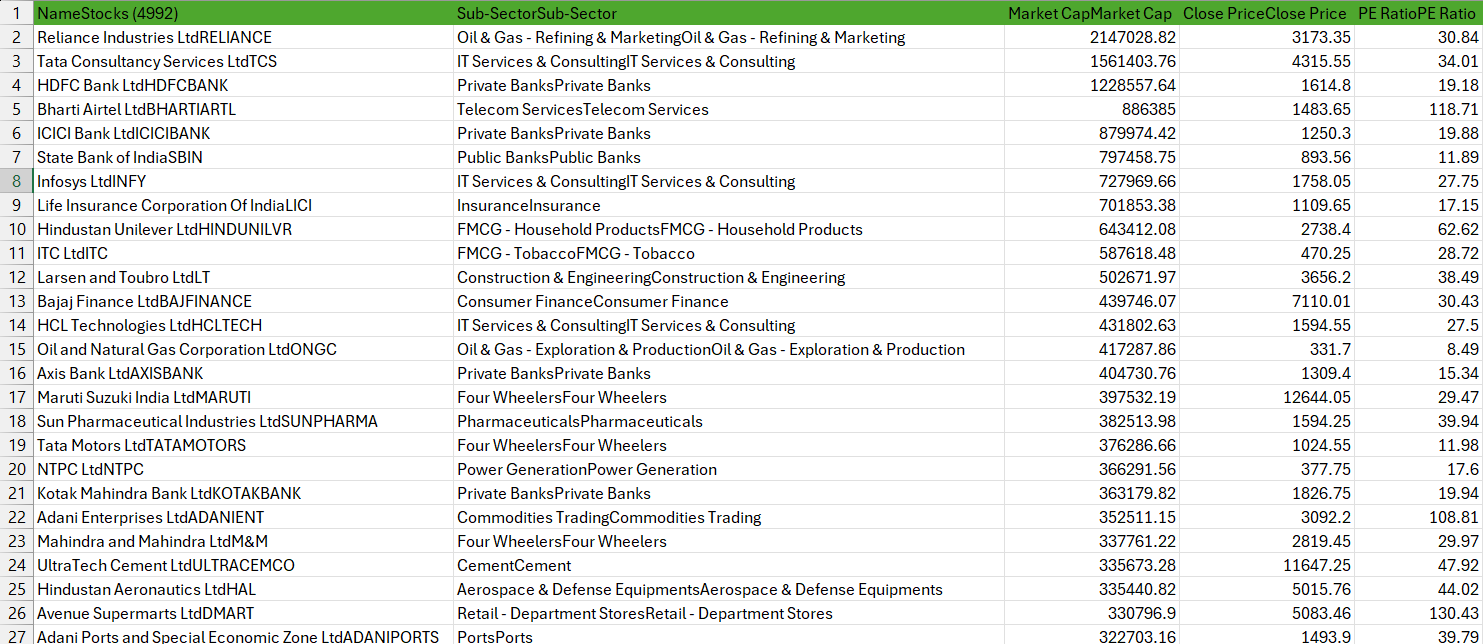 1 NameStocks (4992) Sub-SectorSub-Sector Market CapMarket Cap Close PriceClose Price PE RatioPE Ratio
2 Reliance Industries LtdRELIANCE Oil & Gas - Refining & MarketingOil & Gas - Refining & Marketing 2147028.82 3173.35 30.84
3 Tata Consultancy Services LtdTCS IT Services & ConsultingIT Services & Consulting 1561403.76 4315.55 34.01
4 HDFC Bank LtdHDFCBANK Private BanksPrivate Banks 1228557.64 1614.8 19.18
5 Bharti Airtel LtdBHARTIARTL Telecom ServicesTelecom Services 886385 1483.65 118.71
6 ICICI Bank LtdICICIBANK Private BanksPrivate Banks 879974.42 1250.3 19.88
7 State Bank of IndiaSBIN Public BanksPublic Banks 797458.75 893.56 11.89
8 Infosys LtdINFY IT Services & ConsultingIT Services & Consulting 727969.66 1758.05 27.75
9 Life Insurance Corporation Of IndiaLICI InsuranceInsurance 701853.38 1109.65 17.15
10 Hindustan Unilever LtdHINDUNILVR FMCG - Household ProductsFMCG - Household Products 643412.08 2738.4 62.62
11 ITC LtdITC FMCG - TobaccoFMCG - Tobacco 587618.48 470.25 28.72
12 Larsen and Toubro LtdLT Construction & EngineeringConstruction & Engineering 502671.97 3656.2 38.49
13 Bajaj Finance LtdBAJFINANCE Consumer FinanceConsumer Finance 439746.07 7110.01 30.43
14 HCL Technologies LtdHCLTECH IT Services & ConsultingIT Services & Consulting 431802.63 1594.55 27.5
15 Oil and Natural Gas Corporation LtdONGC Oil & Gas - Exploration & ProductionOil & Gas - Exploration & Production 417287.86 331.7 8.49
16 Axis Bank LtdAXISBANK Private BanksPrivate Banks 404730.76 1309.4 15.34
17 Maruti Suzuki India LtdMARUTI Four WheelersFour Wheelers 397532.19 12644.05 29.47
18 Sun Pharmaceutical Industries LtdSUNPHARMA PharmaceuticalsPharmaceuticals 382513.98 1594.25 39.94
19 Tata Motors LtdTATAMOTORS Four WheelersFour Wheelers 376286.66 1024.55 11.98
20 NTPC LtdNTPC Power GenerationPower Generation 366291.56 377.75 17.6
21 Kotak Mahindra Bank LtdKOTAKBANK Private BanksPrivate Banks 363179.82 1826.75 19.94
22 Adani Enterprises LtdADANIENT Commodities TradingCommodities Trading 352511.15 3092.2 108.81
23 Mahindra and Mahindra LtdM&M Four WheelersFour Wheelers 337761.22 2819.45 29.97
24 UltraTech Cement LtdULTRACEMCO CementCement 335673.28 11647.25 47.92
25 Hindustan Aeronautics LtdHAL Aerospace & Defense EquipmentsAerospace & Defense Equipments 335440.82 5015.76 44.02
26 Avenue Supermarts LtdDMART Retail - Department StoresRetail - Department Stores 330796.9 5083.46 130.43
27 Adani Ports and Special Economic Zone LtdADANIPORTS PortsPorts 322703.16 1493.9 39.79